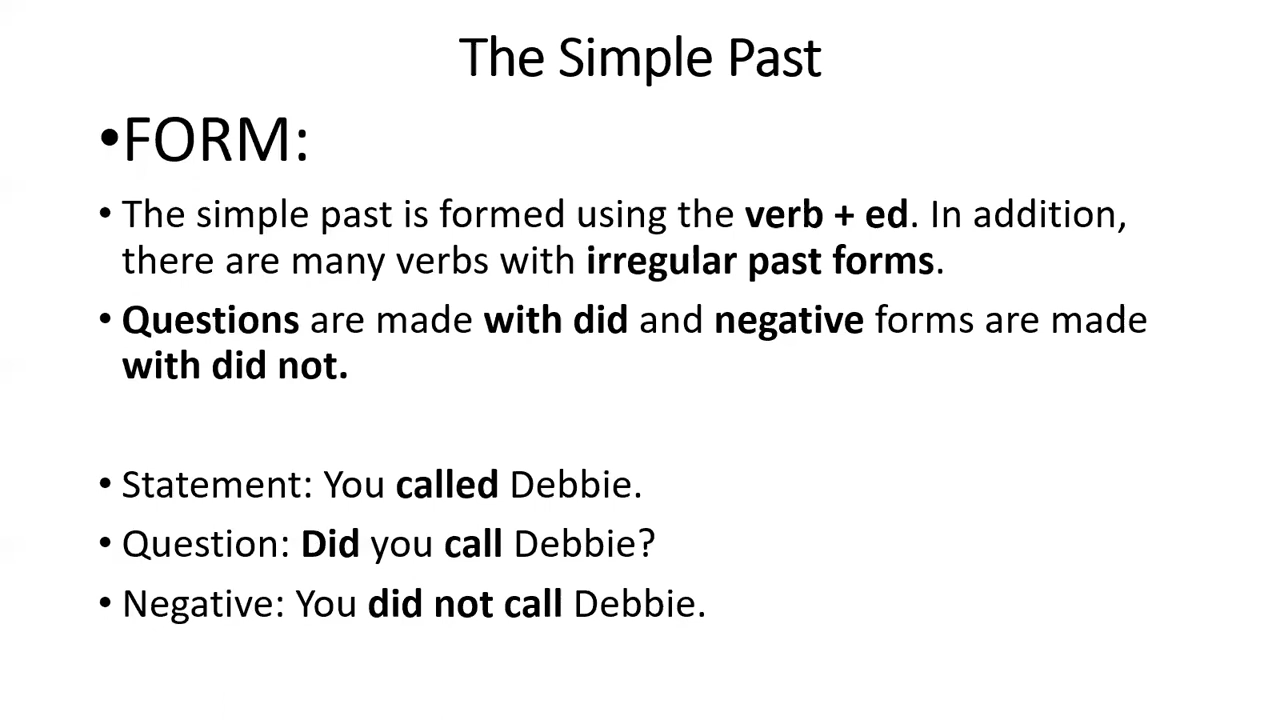 The Simple Past
•FORM:
• The simple past is formed using the verb + ed. In addition,
there are many verbs with irregular past forms.
• Questions are made with did and negative forms are made
with did not.
• Statement: You called Debbie.
• Question: Did you call Debbie?
• Negative: You did not call Debbie.